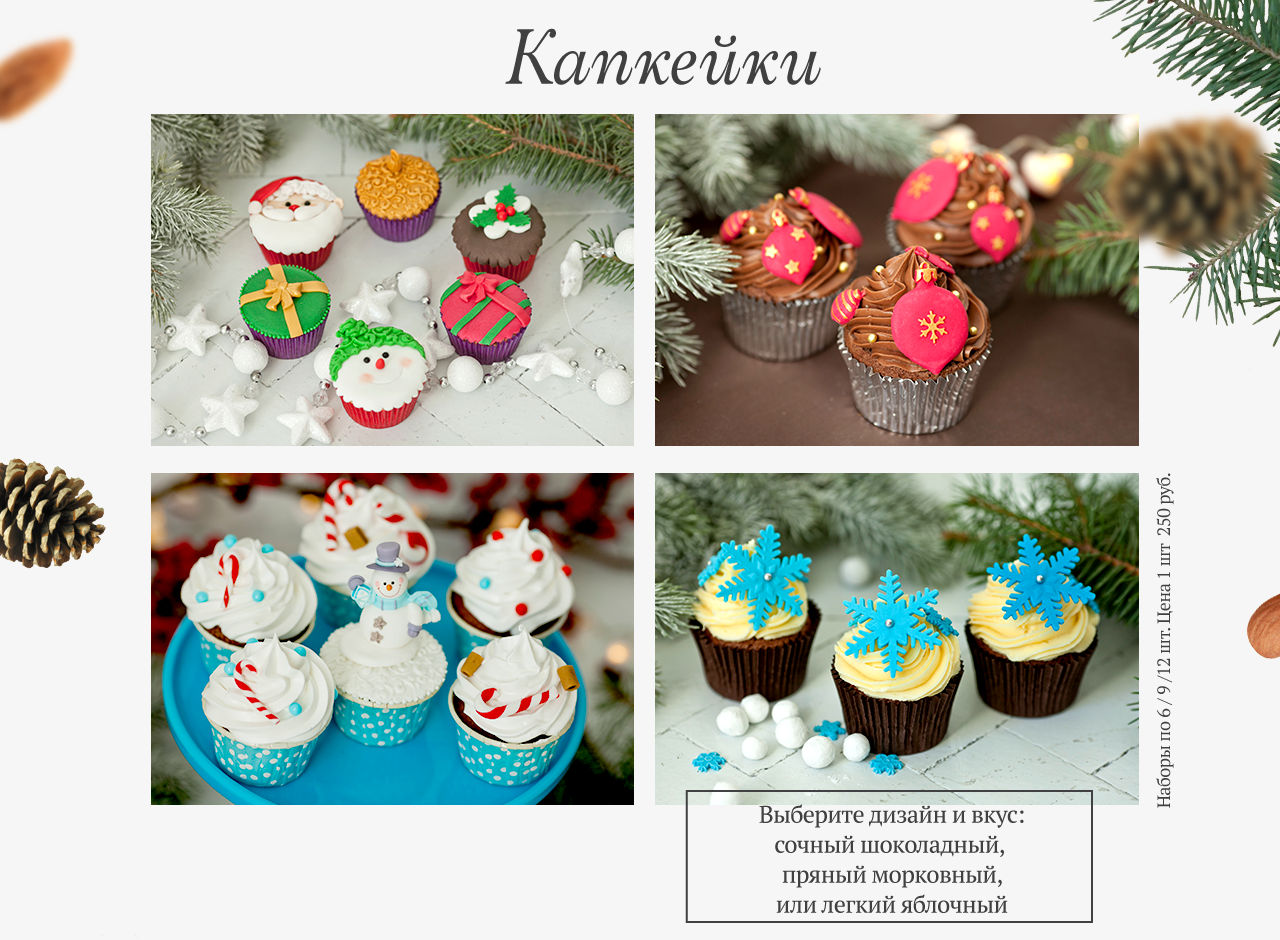 Капкейки
Наборы по 6 / 9 /12 шт. Цена 1 шт 250 руб.
Выберите дизайн и вкус:
сочный шоколадный,
пряный морковный,
или легкий яблочный